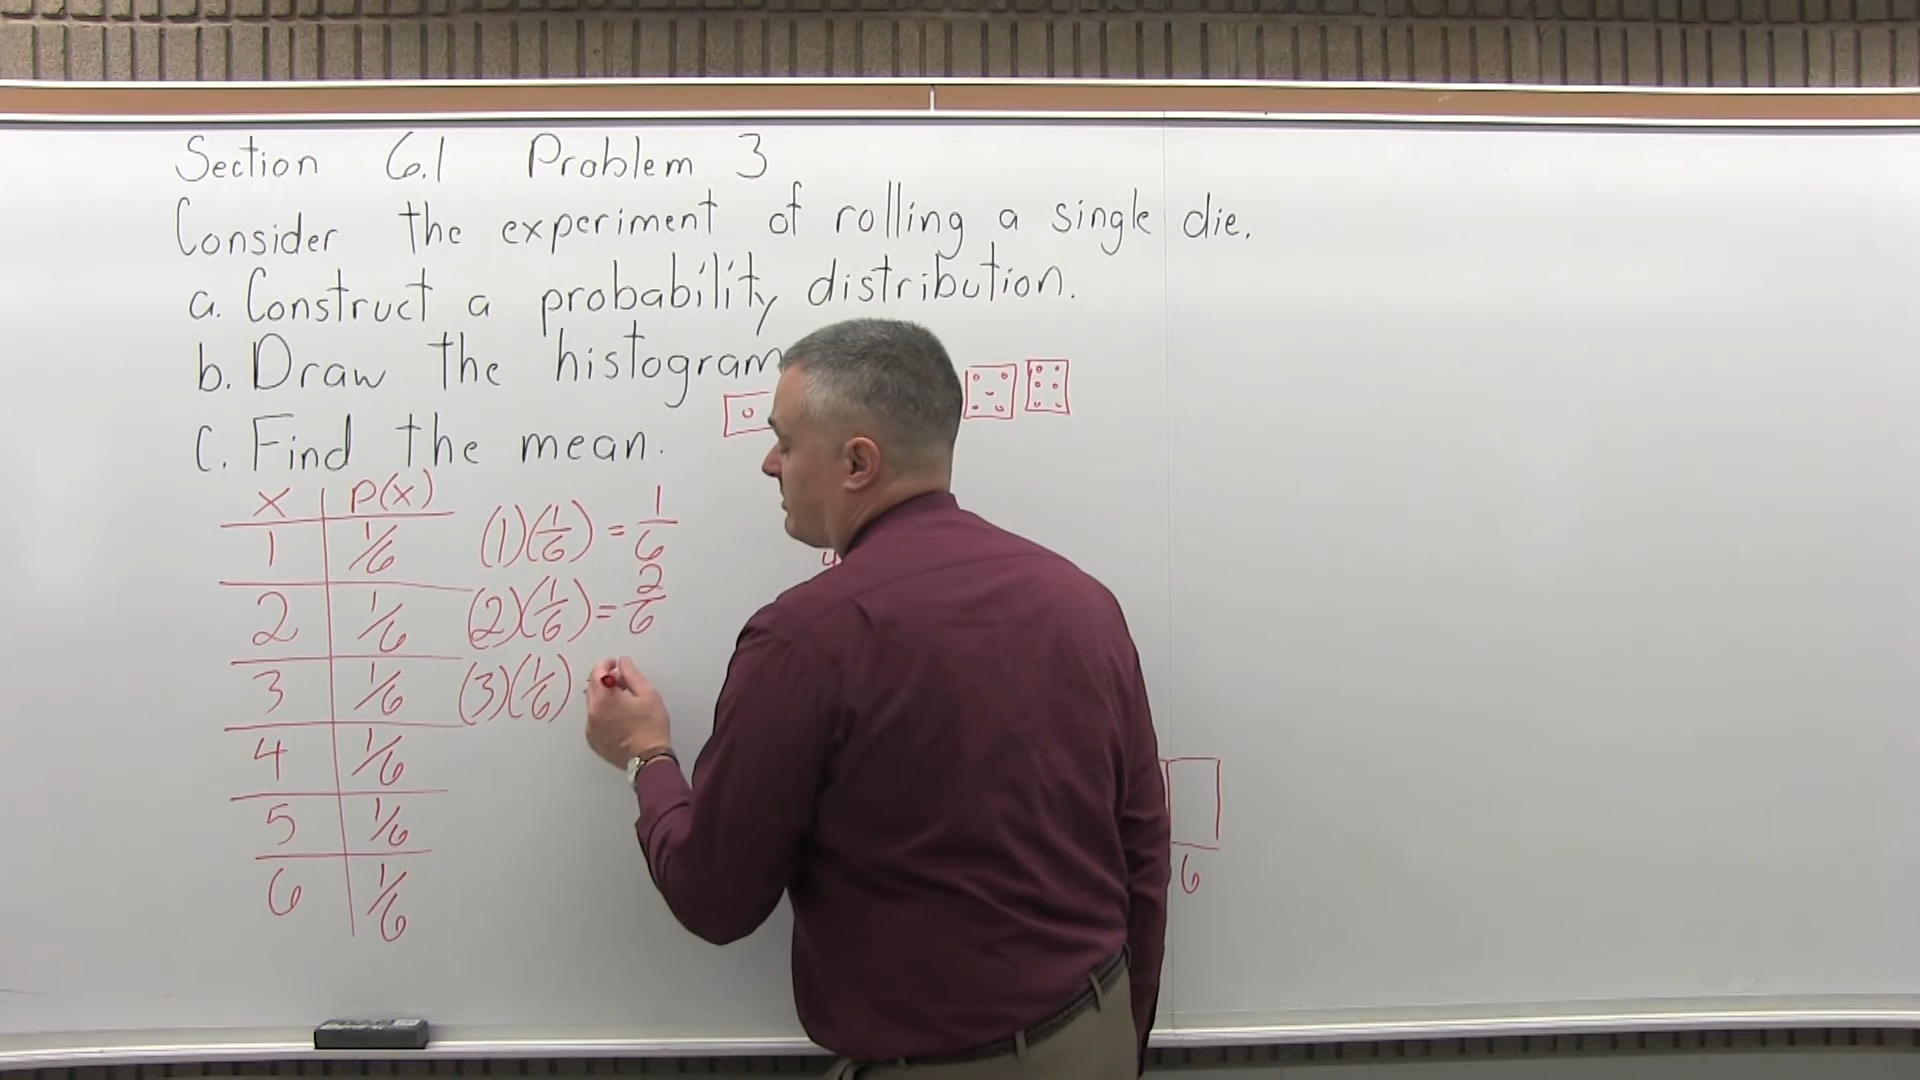 Section 6.1 Problem 3
Consider the experiment of rolling a single die.
a. Construct a probability distribution.
b. Draw the histogram
c. Find the mean.
x P(x)
1 1/6 (1)(1/6) = 1/6
2 1/6 (2)(1/6) = 2/6
3 1/6 (3)(1/6)
4 1/6
5 1/6
6 1/6
6